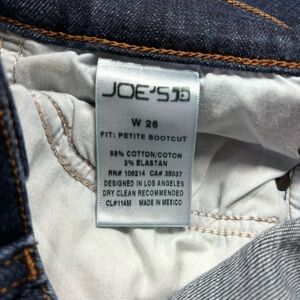 JOE'S
W 26
FIT: PETITE BOOTCUT
98% COTTON/COTON
2% ELASTAN
RN# 106214 CA# 35037
DESIGNED IN LOS ANGELES
DRY CLEAN RECOMMENDED
CL#114M MADE IN MEXICO